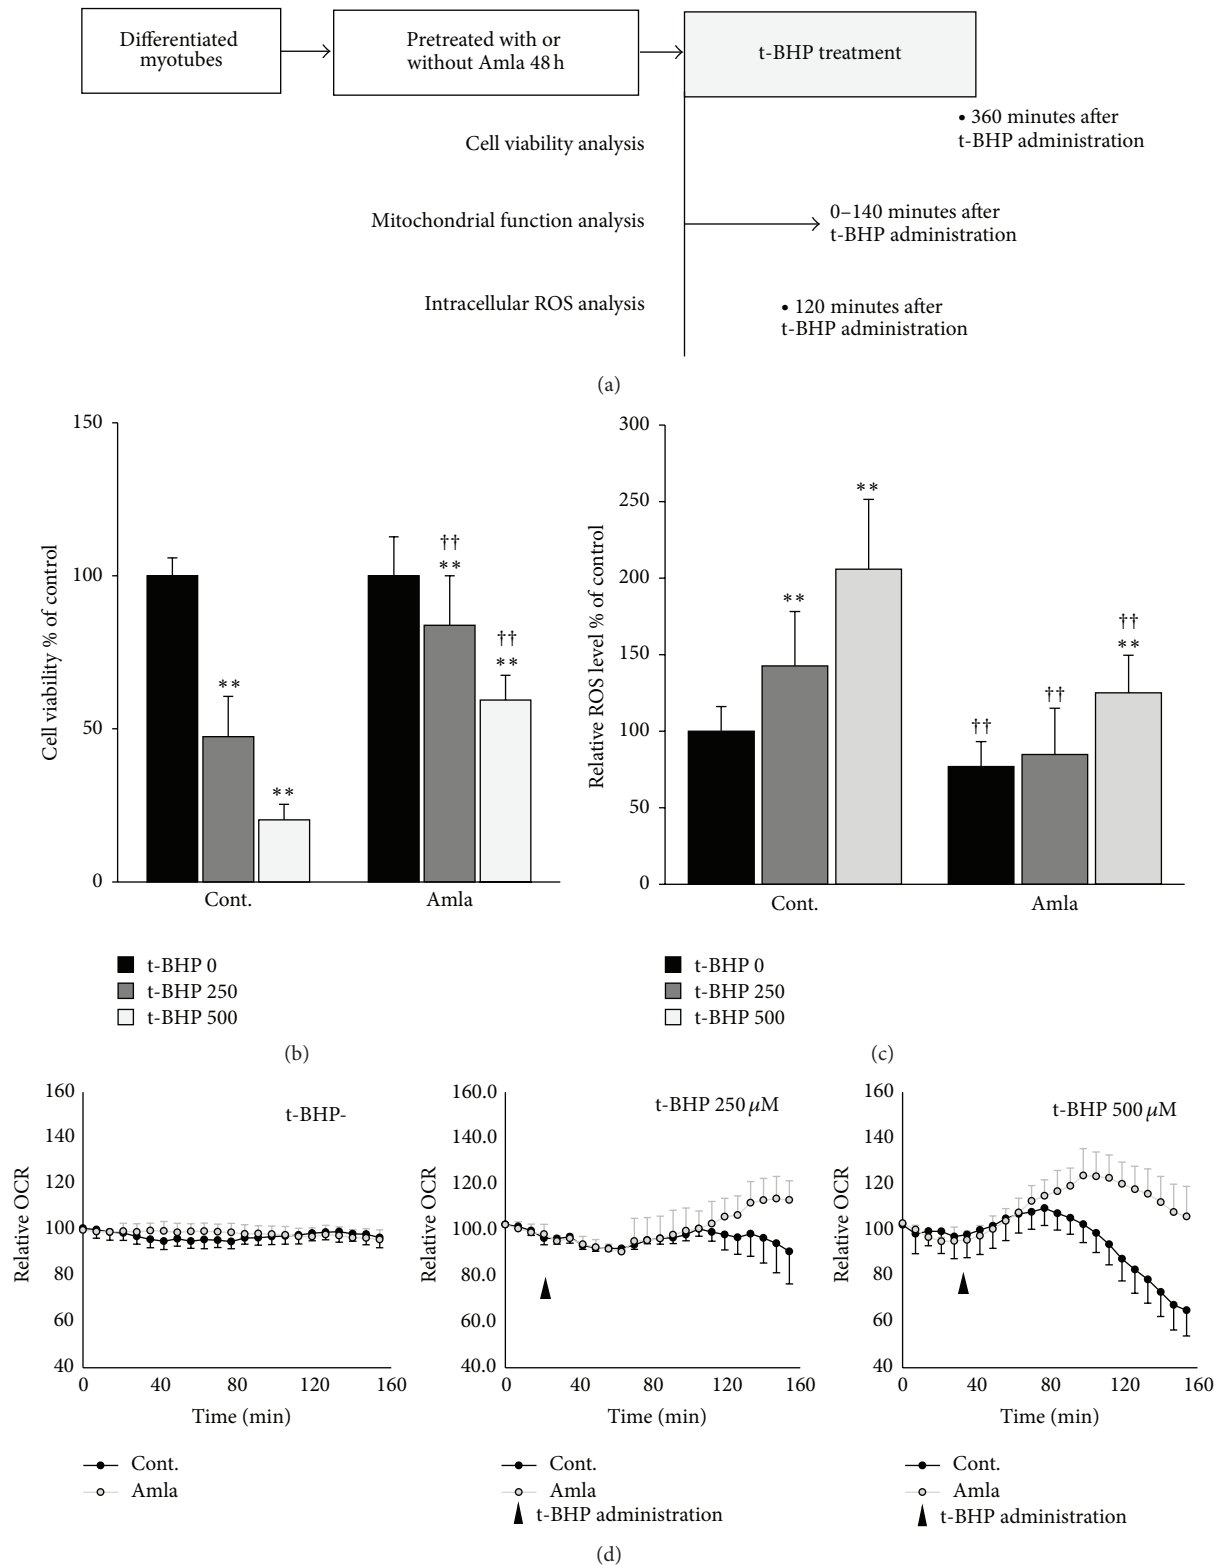 Differentiated
myotubes
Pretreated with or
without Amla 48 h
t-BHP treatment
• 360 minutes after
t-BHP administration
Cell viability analysis
Mitochondrial function analysis
0–140 minutes after
t-BHP administration
Intracellular ROS analysis
• 120 minutes after
t-BHP administration
(a)
Cell viability % of control
150
100
50
0
**
**
††
**
††
**
Cont.
Amla
t-BHP 0
t-BHP 250
t-BHP 500
(b)
Relative ROS level % of control
300
250
200
150
100
50
0
**
**
††
††
††
**
Cont.
Amla
t-BHP 0
t-BHP 250
t-BHP 500
(c)
Relative OCR
160
140
120
100
80
60
40
t-BHP-
0 40 80 120 160
Time (min)
Cont.
Amla
Relative OCR
160.0
140.0
120.0
100.0
80.0
60.0
40.0
t-BHP 250 μM
0 40 80 120 160
Time (min)
Cont.
Amla
t-BHP administration
Relative OCR
160
140
120
100
80
60
40
t-BHP 500 μM
0 40 80 120 160
Time (min)
Cont.
Amla
t-BHP administration
(d)